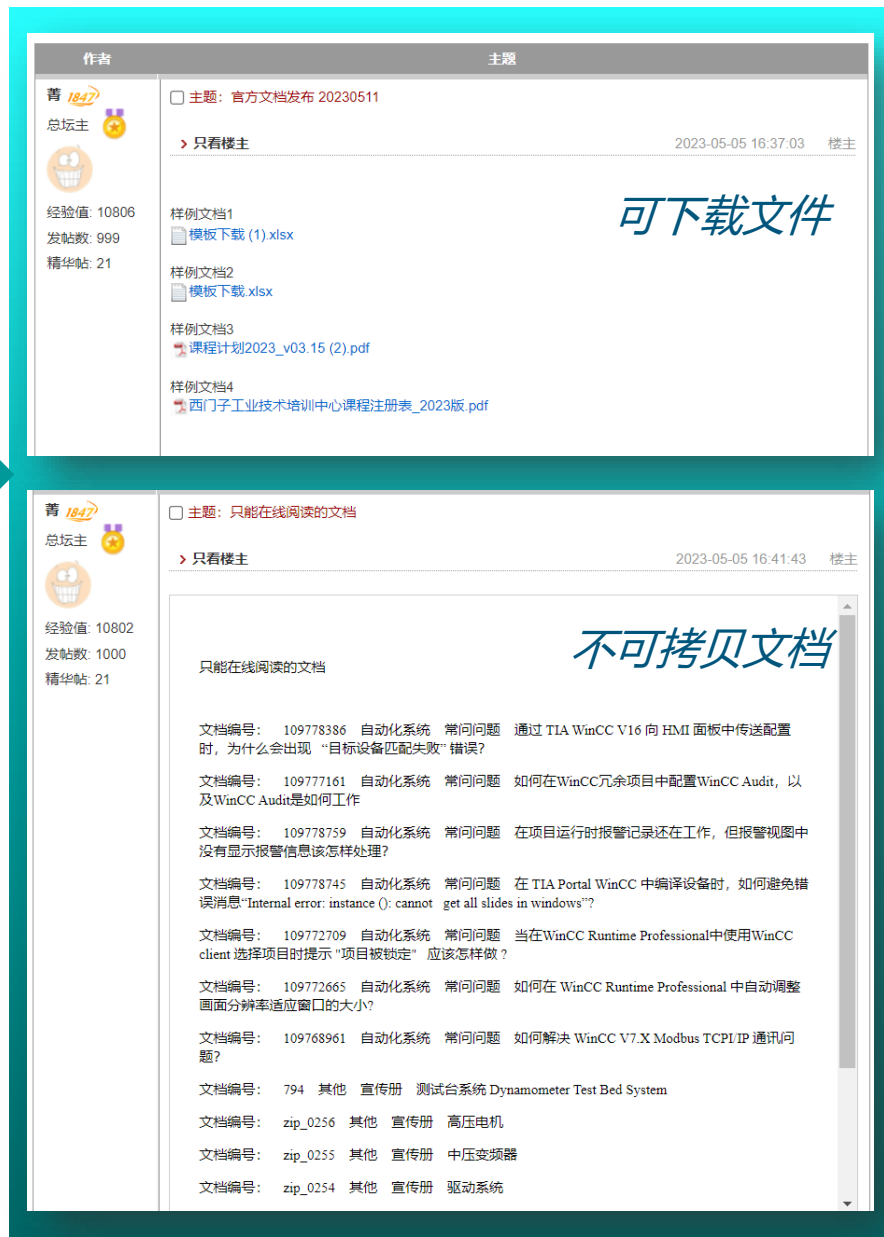 作者 主题
菁 1847
总坛主
经验值: 10806
发帖数: 999
精华帖: 21
主题：官方文档发布 20230511
只看楼主 2023-05-05 16:37:03 楼主
可下载文件
样例文档1
模板下载 (1).xlsx
样例文档2
模板下载.xlsx
样例文档3
课程计划2023_v03.15 (2).pdf
样例文档4
西门子工业技术培训中心课程注册表_2023版.pdf
菁 1847
总坛主
经验值: 10802
发帖数: 1000
精华帖: 21
主题：只能在线阅读的文档
只看楼主 2023-05-05 16:41:43 楼主
不可拷贝文档
只能在线阅读的文档
文档编号： 109778386 自动化系统 常问问题 通过 TIA WinCC V16 向 HMI 面板中传送配置
时，为什么会出现 “目标设备匹配失败” 错误？
文档编号： 109777161 自动化系统 常问问题 如何在WinCC冗余项目中配置WinCC Audit，以
及WinCC Audit是如何工作
文档编号： 109778759 自动化系统 常问问题 在项目运行时报警记录还在工作，但报警视图中
没有显示报警信息该怎样处理？
文档编号： 109778745 自动化系统 常问问题 在 TIA Portal WinCC 中编译设备时，如何避免错
误消息“Internal error: instance (): cannot get all slides in windows”?
文档编号： 109772709 自动化系统 常问问题 当在WinCC Runtime Professional中使用WinCC
client 选择项目时提示 "项目被锁定" 应该怎样做 ?
文档编号： 109772665 自动化系统 常问问题 如何在 WinCC Runtime Professional 中自动调整
画面分辨率适应窗口的大小?
文档编号： 109768961 自动化系统 常问问题 如何解决 WinCC V7.X Modbus TCPI/IP 通讯问
题？
文档编号： 794 其他 宣传册 测试台系统 Dynamometer Test Bed System
文档编号： zip_0256 其他 宣传册 高压电机
文档编号： zip_0255 其他 宣传册 中压变频器
文档编号： zip_0254 其他 宣传册 驱动系统